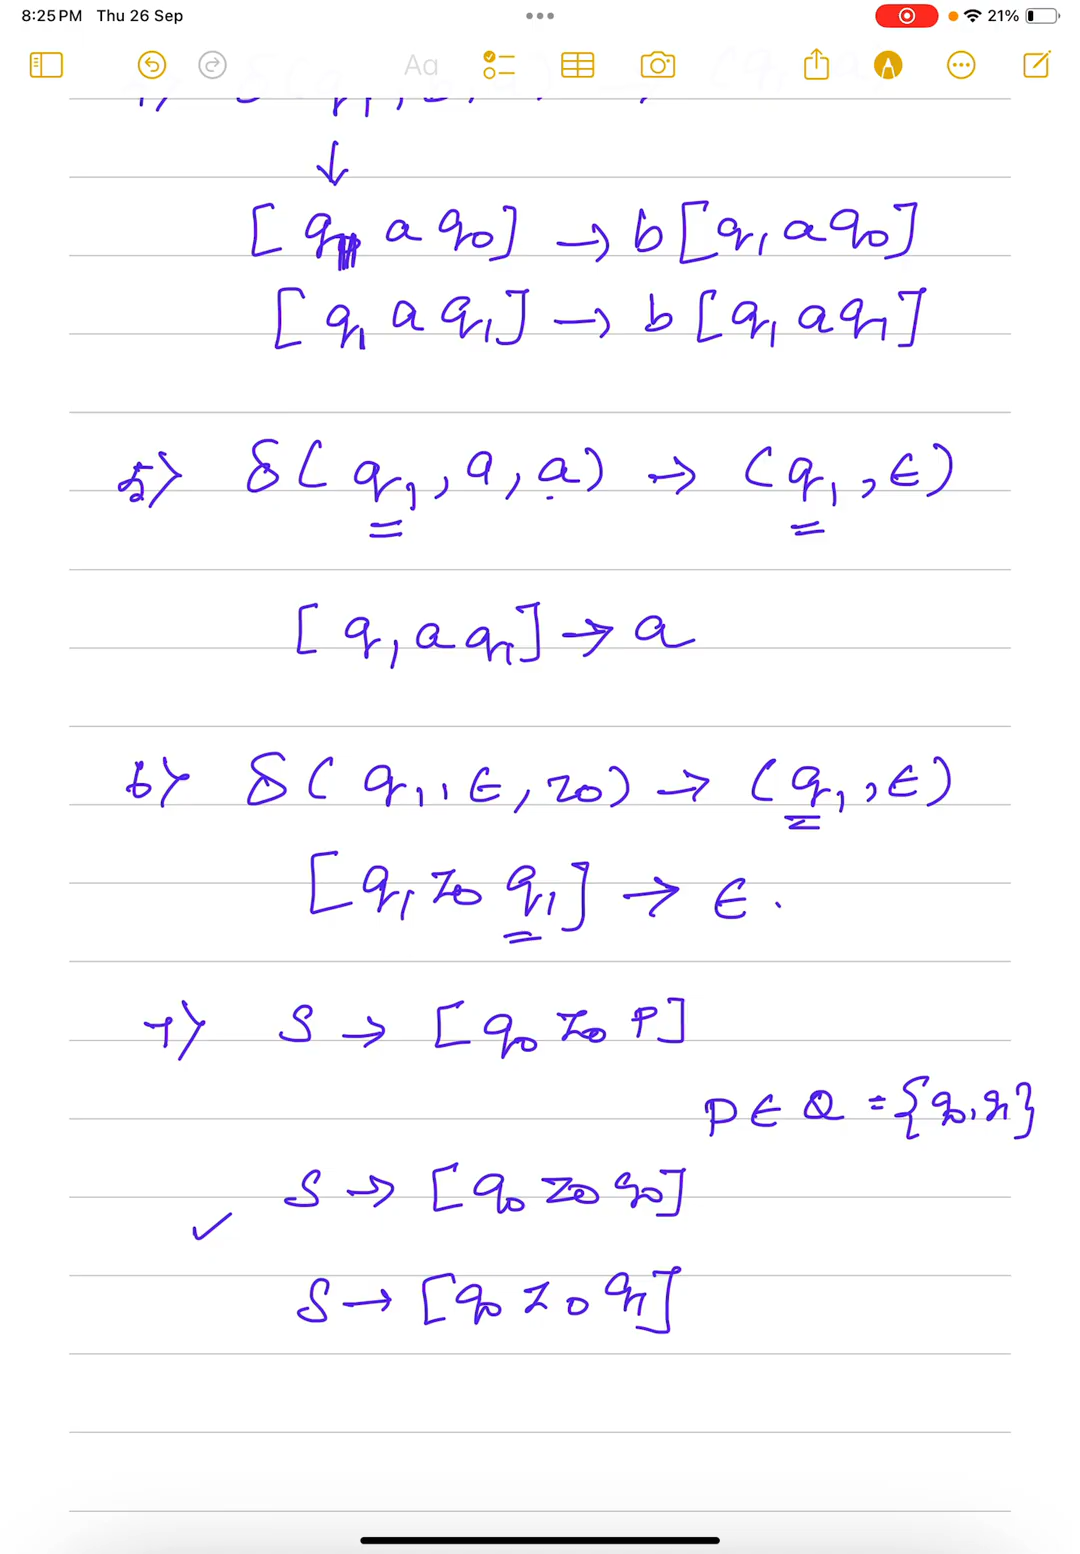 8:25 PM Thu 26 Sep 21%
Aa
[ q₁ a q₀ ] → b [ q₁ a q₀ ]
[ q₁ a q₁ ] → b [ q₁ a q₁ ]
5> δ( q₁, a, a ) → ( q₁, ε )
[ q₁ a q₁ ] → a
6> δ( q₁, ε, z₀ ) → ( q₁, ε )
[ q₁ z₀ q₁ ] → ε .
7> S → [ q₀ z₀ P ]
P ∈ Q = { q₀, q₁ }
S → [ q₀ z₀ q₀ ]
S → [ q₀ z₀ q₁ ]